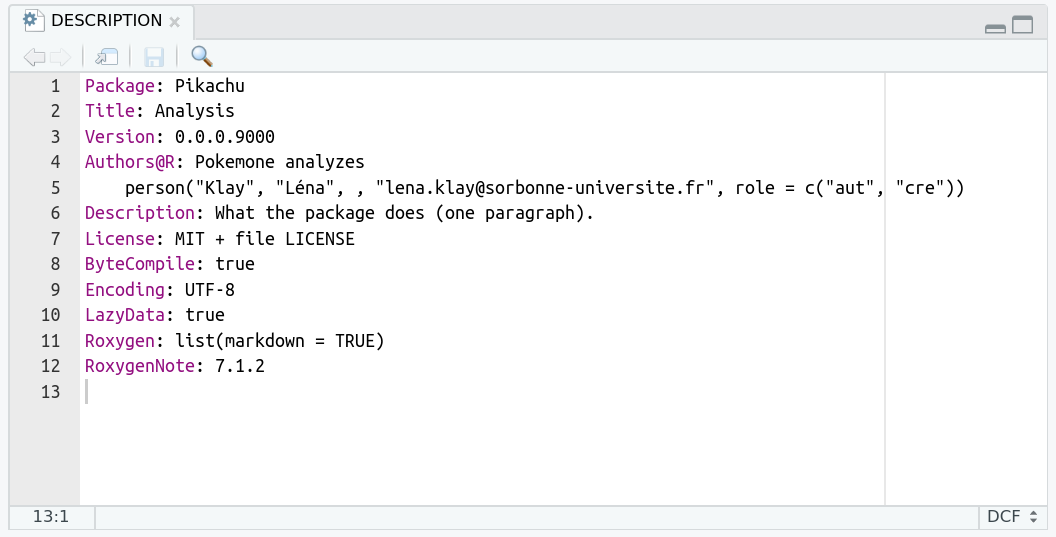 DESCRIPTION
1 Package: Pikachu
2 Title: Analysis
3 Version: 0.0.0.9000
4 Authors@R: Pokemone analyzes
5 person("Klay", "Léna", , "lena.klay@sorbonne-universite.fr", role = c("aut", "cre"))
6 Description: What the package does (one paragraph).
7 License: MIT + file LICENSE
8 ByteCompile: true
9 Encoding: UTF-8
10 LazyData: true
11 Roxygen: list(markdown = TRUE)
12 RoxygenNote: 7.1.2
13
13:1 DCF